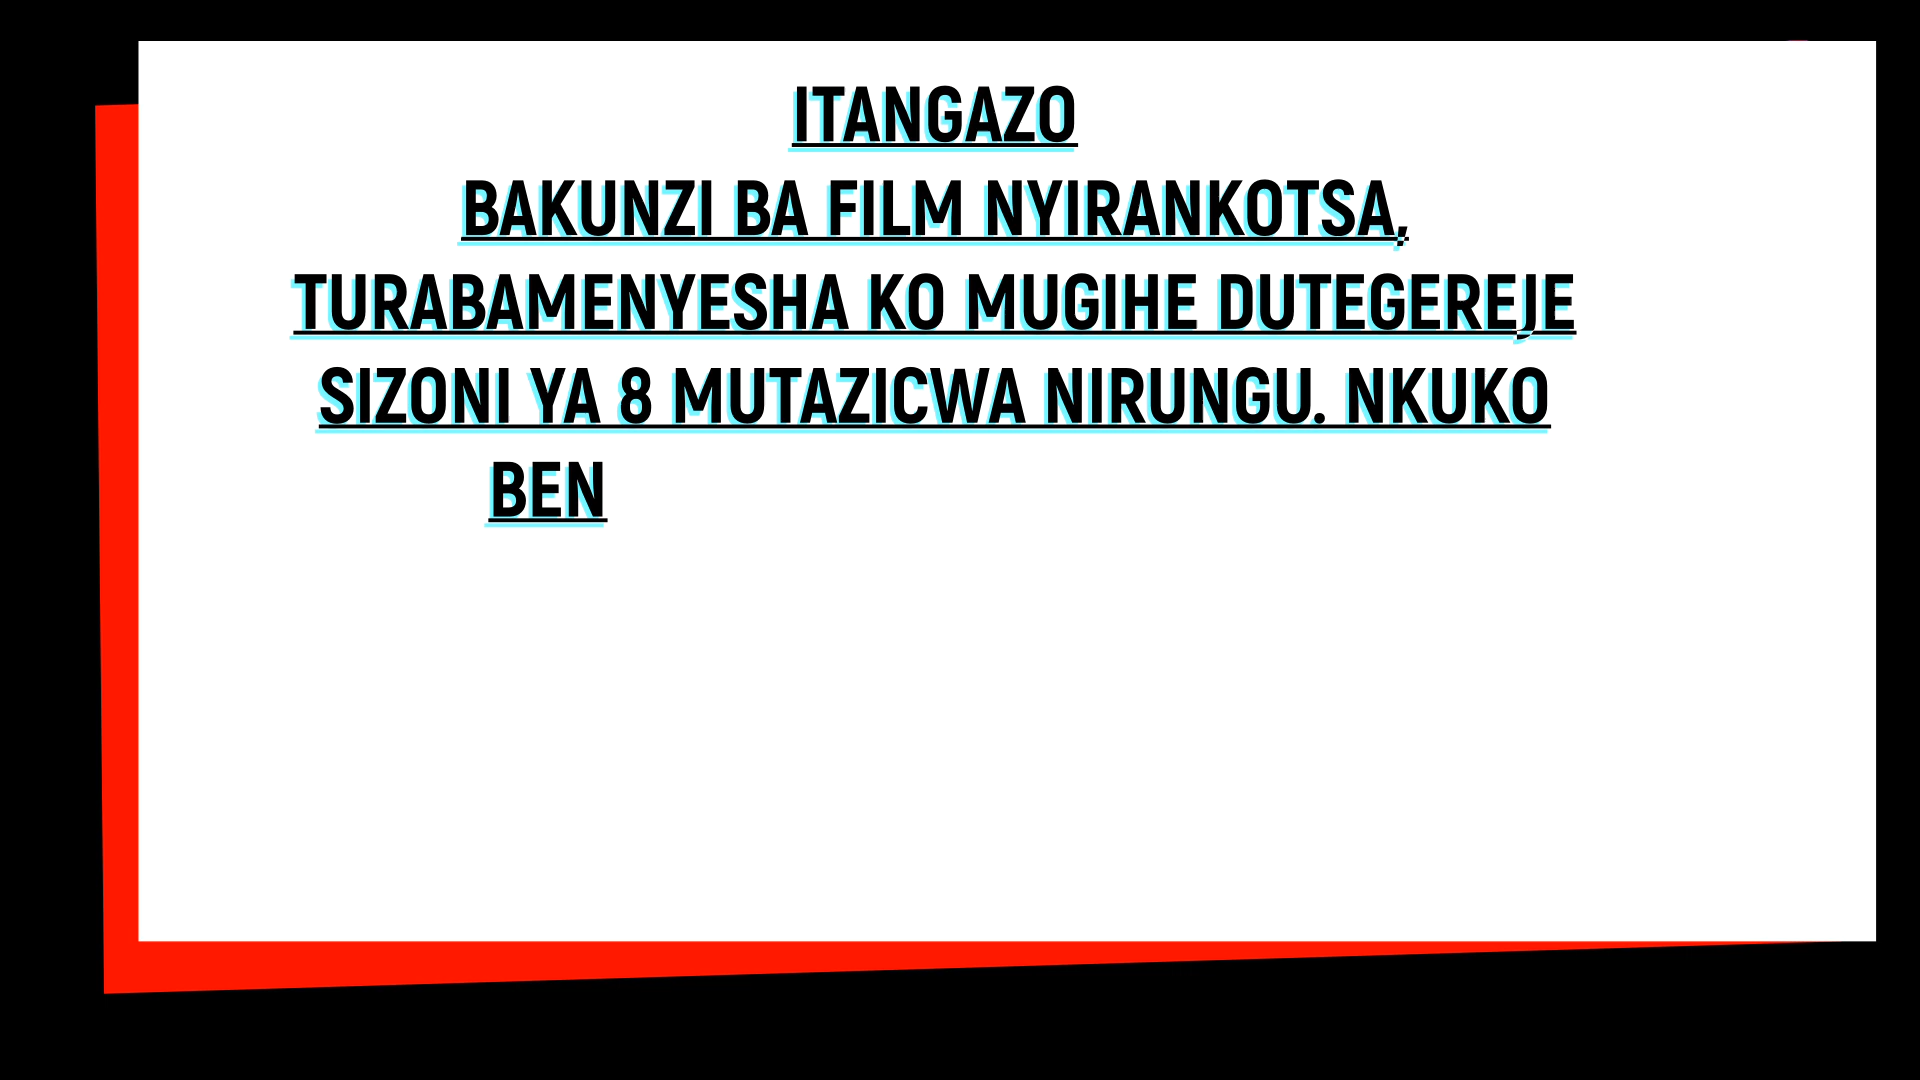 ITANGAZO
BAKUNZI BA FILM NYIRANKOTSA,
TURABAMENYESHA KO MUGIHE DUTEGEREJE
SIZONI YA 8 MUTAZICWA NIRUNGU. NKUKO
BEN